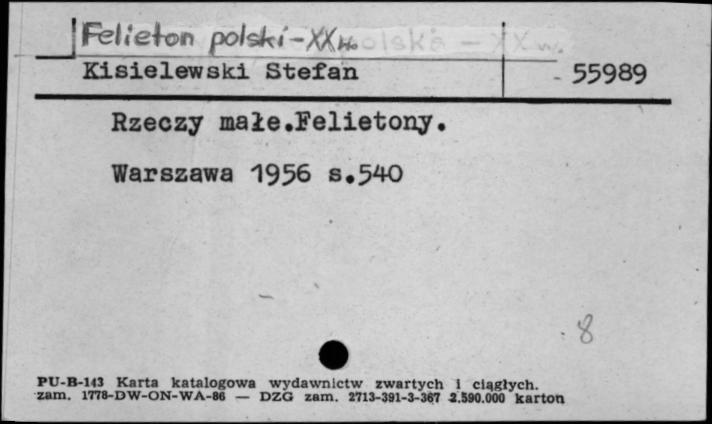 Felieton polski - XX w.
Kisielewski Stefan 55989
Rzeczy małe.Felietony.
Warszawa 1956 s.540
8
PU-B-143 Karta katalogowa wydawnictw zwartych i ciągłych.
zam. 1778-DW-ON-WA-86 — DZG zam. 2713-391-3-367 2.590.000 karton